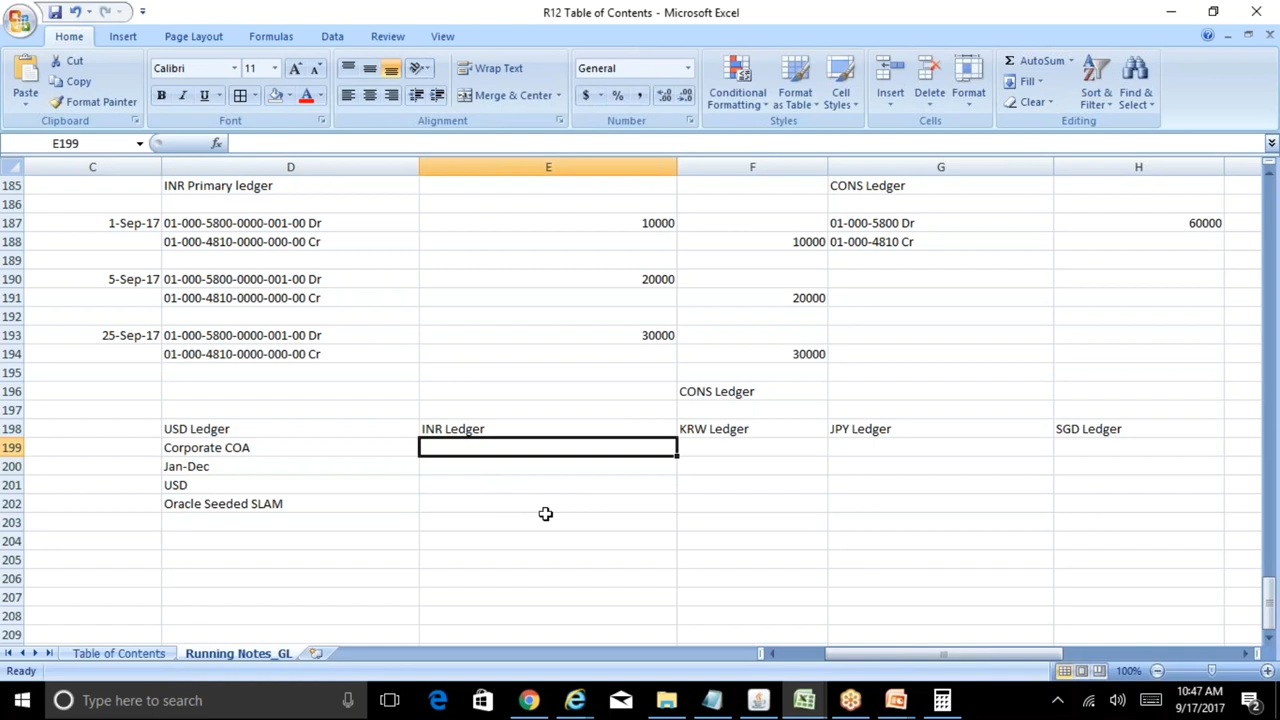 R12 Table of Contents - Microsoft Excel
Home Insert Page Layout Formulas Data Review View
Paste Cut Calibri 11 A A Wrap Text General Conditional Formatting Format as Table Cell Styles Insert Delete Format Σ AutoSum Sort & Filter Find & Select
Copy Fill
Format Painter B I U A Merge & Center $ % , Clear
Clipboard Font Alignment Number Styles Cells Editing
E199 fx
C D E F G H
185 INR Primary ledger CONS Ledger
186
187 1-Sep-17 01-000-5800-0000-001-00 Dr 10000 01-000-5800 Dr 60000
188 01-000-4810-0000-000-00 Cr 10000 01-000-4810 Cr
189
190 5-Sep-17 01-000-5800-0000-001-00 Dr 20000
191 01-000-4810-0000-000-00 Cr 20000
192
193 25-Sep-17 01-000-5800-0000-001-00 Dr 30000
194 01-000-4810-0000-000-00 Cr 30000
195
196 CONS Ledger
197
198 USD Ledger INR Ledger KRW Ledger JPY Ledger SGD Ledger
199 Corporate COA
200 Jan-Dec
201 USD
202 Oracle Seeded SLAM
203
204
205
206
207
208
209
Table of Contents Running Notes_GL
Ready 100%
Type here to search 10:47 AM
9/17/2017 2